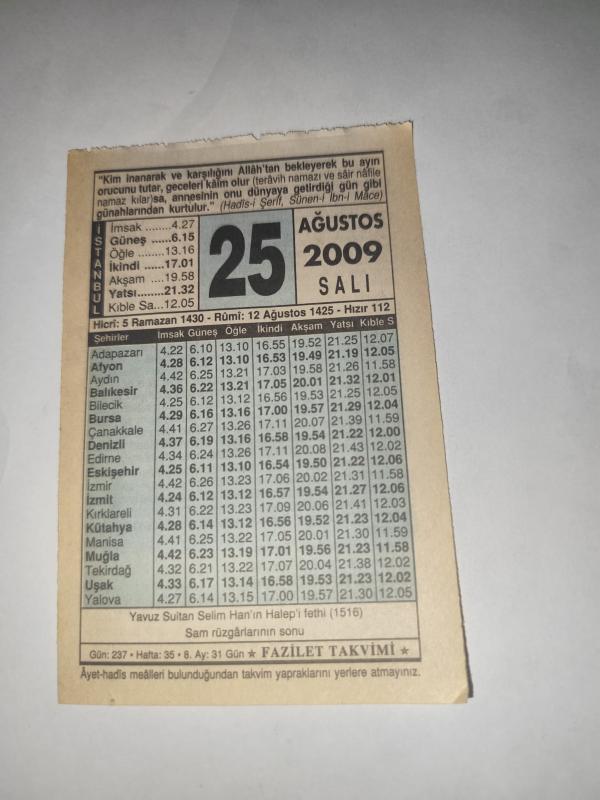 "Kim inanarak ve karşılığını Allâh'tan bekleyerek bu ayın
orucunu tutar, geceleri kâim olur (terâvih namazı ve sâir nâfile
namaz kılar)sa, annesinin onu dünyaya getirdiği gün gibi
günahlarından kurtulur." (Hadîs-i Şerîf, Sünen-i İbn-i Mâce)
İSTANBUL
İmsak ........4.27
Güneş ......6.15
Öğle ........13.16
İkindi ......17.01
Akşam ....19.58
Yatsı........21.32
Kıble Sa...12.05
25
AĞUSTOS
2009
SALI
Hicrî: 5 Ramazan 1430 - Rûmî: 12 Ağustos 1425 - Hızır 112
Şehirler İmsak Güneş Öğle İkindi Akşam Yatsı Kıble S
Adapazarı 4.22 6.10 13.10 16.55 19.52 21.25 12.07
Afyon 4.28 6.12 13.10 16.53 19.49 21.19 12.05
Aydın 4.42 6.25 13.21 17.03 19.58 21.26 11.58
Balıkesir 4.36 6.22 13.21 17.05 20.01 21.32 12.01
Bilecik 4.25 6.12 13.12 16.56 19.53 21.25 12.05
Bursa 4.29 6.16 13.16 17.00 19.57 21.29 12.04
Çanakkale 4.41 6.27 13.26 17.11 20.07 21.39 11.59
Denizli 4.37 6.19 13.16 16.58 19.54 21.22 12.00
Edirne 4.34 6.24 13.26 17.11 20.08 21.43 12.02
Eskişehir 4.25 6.11 13.10 16.54 19.50 21.22 12.06
İzmir 4.42 6.26 13.23 17.06 20.02 21.31 11.58
İzmit 4.24 6.12 13.12 16.57 19.54 21.27 12.06
Kırklareli 4.31 6.22 13.23 17.09 20.06 21.41 12.03
Kütahya 4.28 6.14 13.12 16.56 19.52 21.23 12.04
Manisa 4.41 6.25 13.22 17.05 20.01 21.30 11.59
Muğla 4.42 6.23 13.19 17.01 19.56 21.23 11.58
Tekirdağ 4.32 6.21 13.22 17.07 20.04 21.38 12.02
Uşak 4.33 6.17 13.14 16.58 19.53 21.23 12.02
Yalova 4.27 6.14 13.15 17.00 19.57 21.30 12.05
Yavuz Sultan Selim Han'ın Halep'i fethi (1516)
Sam rüzgârlarının sonu
Gün: 237 • Hafta: 35 • 8. Ay: 31 Gün ★ FAZİLET TAKVİMİ ★
Âyet-hadîs meâlleri bulunduğundan takvim yapraklarını yerlere atmayınız.